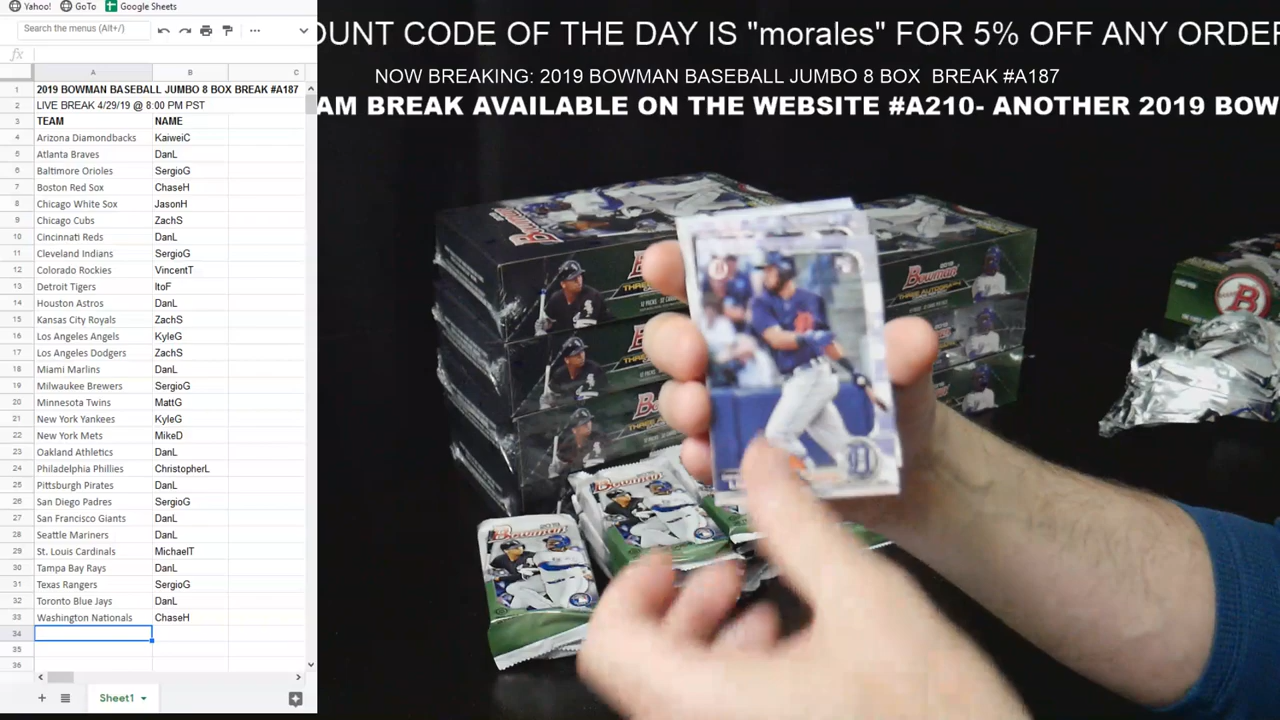 Yahoo!
GoTo
Google Sheets
Search the menus (Alt+/)
fx
A B C
1 2019 BOWMAN BASEBALL JUMBO 8 BOX BREAK #A187
2 LIVE BREAK 4/29/19 @ 8:00 PM PST
3 TEAM NAME
4 Arizona Diamondbacks KaiweiC
5 Atlanta Braves DanL
6 Baltimore Orioles SergioG
7 Boston Red Sox ChaseH
8 Chicago White Sox JasonH
9 Chicago Cubs ZachS
10 Cincinnati Reds DanL
11 Cleveland Indians SergioG
12 Colorado Rockies VincentT
13 Detroit Tigers ItoF
14 Houston Astros DanL
15 Kansas City Royals ZachS
16 Los Angeles Angels KyleG
17 Los Angeles Dodgers ZachS
18 Miami Marlins DanL
19 Milwaukee Brewers SergioG
20 Minnesota Twins MattG
21 New York Yankees KyleG
22 New York Mets MikeD
23 Oakland Athletics DanL
24 Philadelphia Phillies ChristopherL
25 Pittsburgh Pirates DanL
26 San Diego Padres SergioG
27 San Francisco Giants DanL
28 Seattle Mariners DanL
29 St. Louis Cardinals MichaelT
30 Tampa Bay Rays DanL
31 Texas Rangers SergioG
32 Toronto Blue Jays DanL
33 Washington Nationals ChaseH
34
35
36
Sheet1
OUNT CODE OF THE DAY IS "morales" FOR 5% OFF ANY ORDER
NOW BREAKING: 2019 BOWMAN BASEBALL JUMBO 8 BOX BREAK #A187
AM BREAK AVAILABLE ON THE WEBSITE #A210- ANOTHER 2019 BOW
Bowman
Bowman
Bowman
Bowman
B